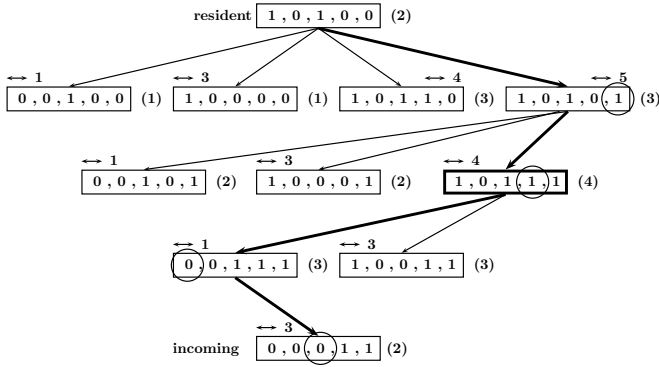 resident 1 , 0 , 1 , 0 , 0 (2)
↔ 1 ↔ 3 ↔ 4 ↔ 5
0 , 0 , 1 , 0 , 0 (1) 1 , 0 , 0 , 0 , 0 (1) 1 , 0 , 1 , 1 , 0 (3) 1 , 0 , 1 , 0 , 1 (3)
↔ 1 ↔ 3 ↔ 4
0 , 0 , 1 , 0 , 1 (2) 1 , 0 , 0 , 0 , 1 (2) 1 , 0 , 1 , 1 , 1 (4)
↔ 1 ↔ 3
0 , 0 , 1 , 1 , 1 (3) 1 , 0 , 0 , 1 , 1 (3)
↔ 3
incoming 0 , 0 , 0 , 1 , 1 (2)